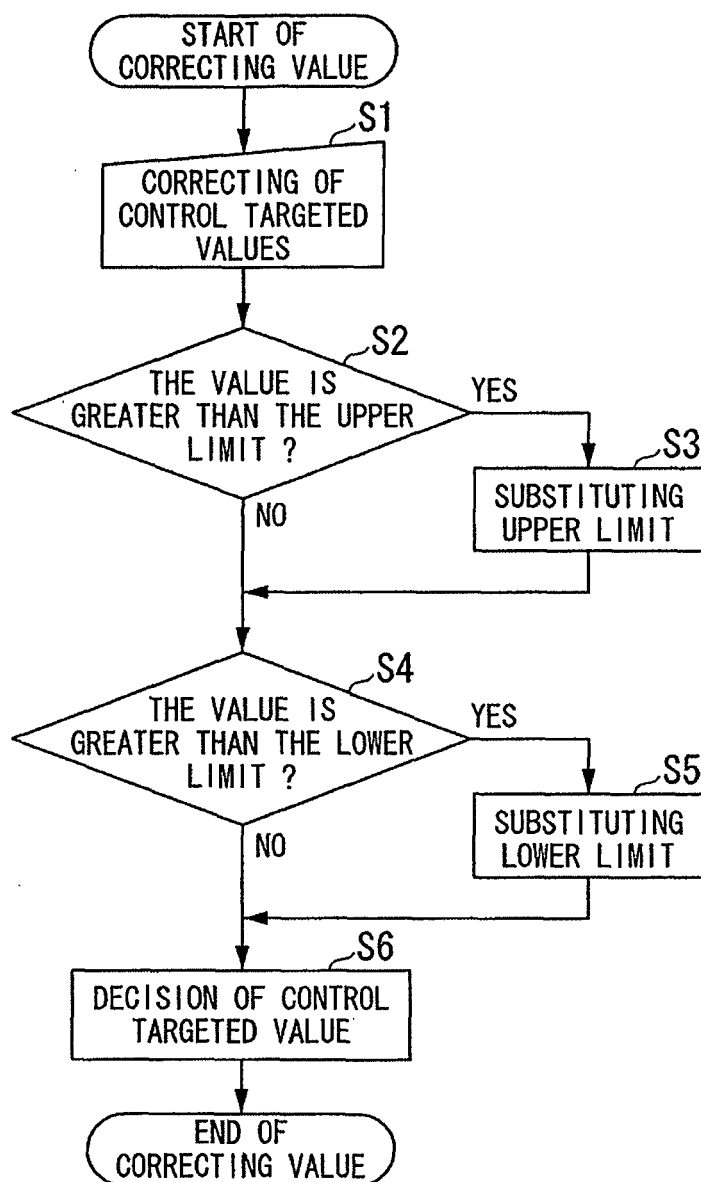 START OF
CORRECTING VALUE
S1
CORRECTING OF
CONTROL TARGETED
VALUES
S2
THE VALUE IS
GREATER THAN THE UPPER
LIMIT ?
YES
S3
SUBSTITUTING
UPPER LIMIT
NO
S4
THE VALUE IS
GREATER THAN THE LOWER
LIMIT ?
YES
S5
SUBSTITUTING
LOWER LIMIT
NO
S6
DECISION OF CONTROL
TARGETED VALUE
END OF
CORRECTING VALUE